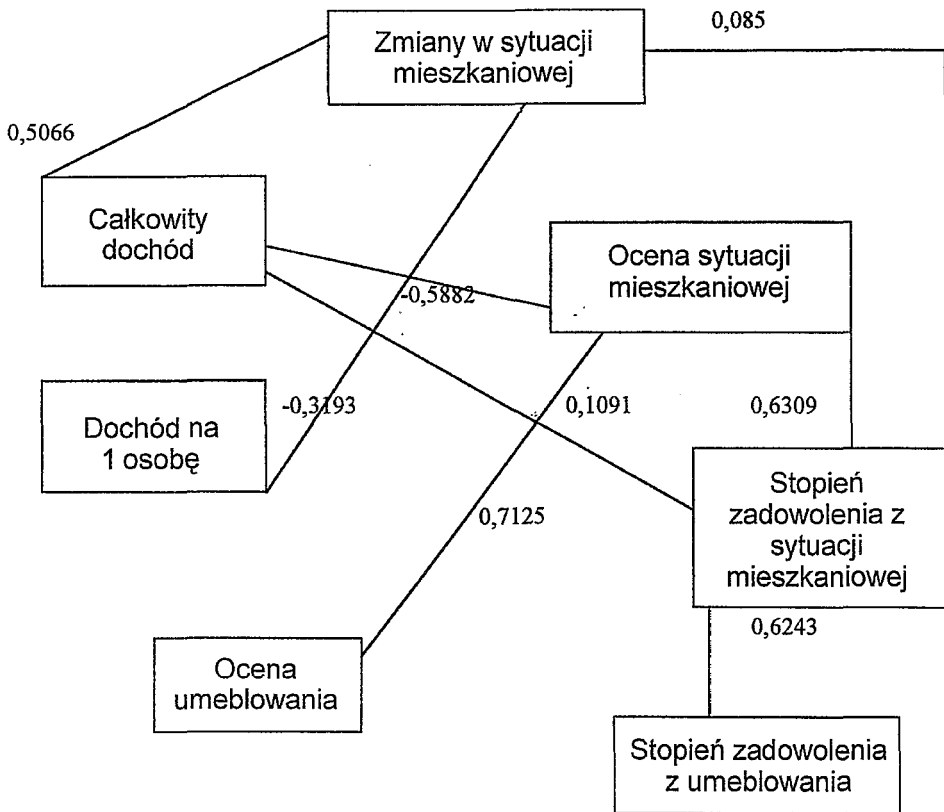 0,085
Zmiany w sytuacji
mieszkaniowej
0,5066
Całkowity
dochód
Ocena sytuacji
mieszkaniowej
-0,5882
Dochód na
1 osobę
-0,3193
0,1091
0,6309
Stopień
zadowolenia z
sytuacji
mieszkaniowej
0,7125
0,6243
Ocena
umeblowania
Stopień zadowolenia
z umeblowania